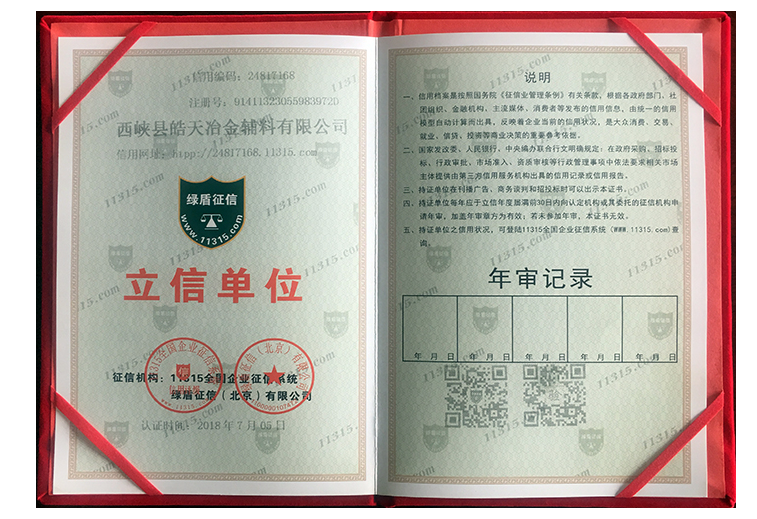 信用编码：24817168
注册号：91411323055983972D
西峡县皓天冶金辅料有限公司
信用网址：htpp://24817168.11315.com
绿盾征信
www.11315.com
立信单位
征信机构：11315全国企业征信系统
绿盾征信（北京）有限公司
认证时间：2018年7月05日
说明
一、信用档案是按照国务院《征信业管理条例》有关条款，根据各政府部门、社
团组织、金融机构、主流媒体、消费者等发布的信用信息，由统一的信用
模型自动计算而出具，反映着企业当前的信用状况，是大众消费、交易、
就业、信贷、投资等商业决策的重要参考依据。
二、国家发改委、人民银行、中央编办联合行文明确规定：在政府采购、招标投
标、行政审批、市场准入、资质审核等行政管理事项中依法要求相关市场
主体提供由第三方信用服务机构出具的信用记录或信用报告。
三、持证单位在刊播广告、商务谈判和招投标时可以出示本证书。
四、持证单位每年应于立信年度届满前30日内向认定机构或其委托的征信机构申
请年审，加盖年审章方为有效；若未参加年审，本证书无效。
五、持证单位之信用状况，可登陆11315全国企业征信系统（WWW.11315.com)查
询。
年审记录
年 月 日 年 月 日 年 月 日 年 月 日 年 月 日